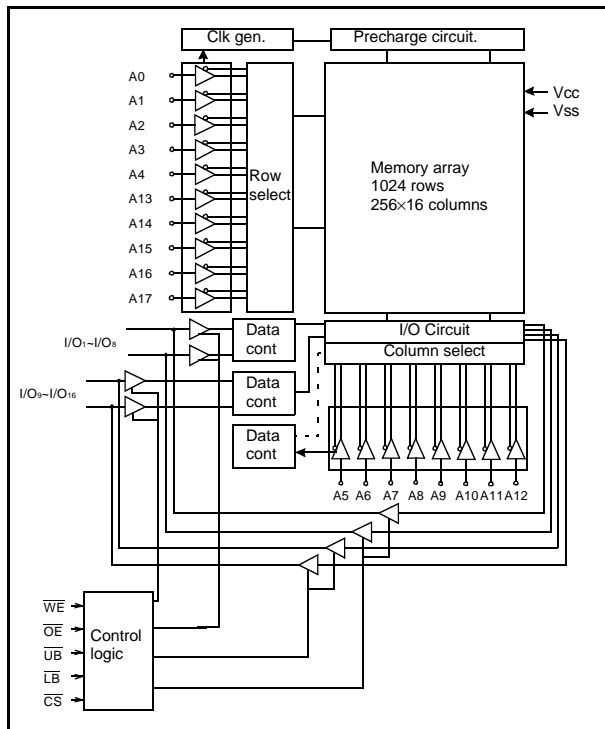 Clk gen.
Precharge circuit.
A0
A1
A2
A3
A4
A13
A14
A15
A16
A17
Row
select
Memory array
1024 rows
256×16 columns
Vcc
Vss
I/O1~I/O8
I/O9~I/O16
Data
cont
Data
cont
Data
cont
I/O Circuit
Column select
A5 A6 A7 A8 A9 A10 A11 A12
WE
OE
UB
LB
CS
Control
logic